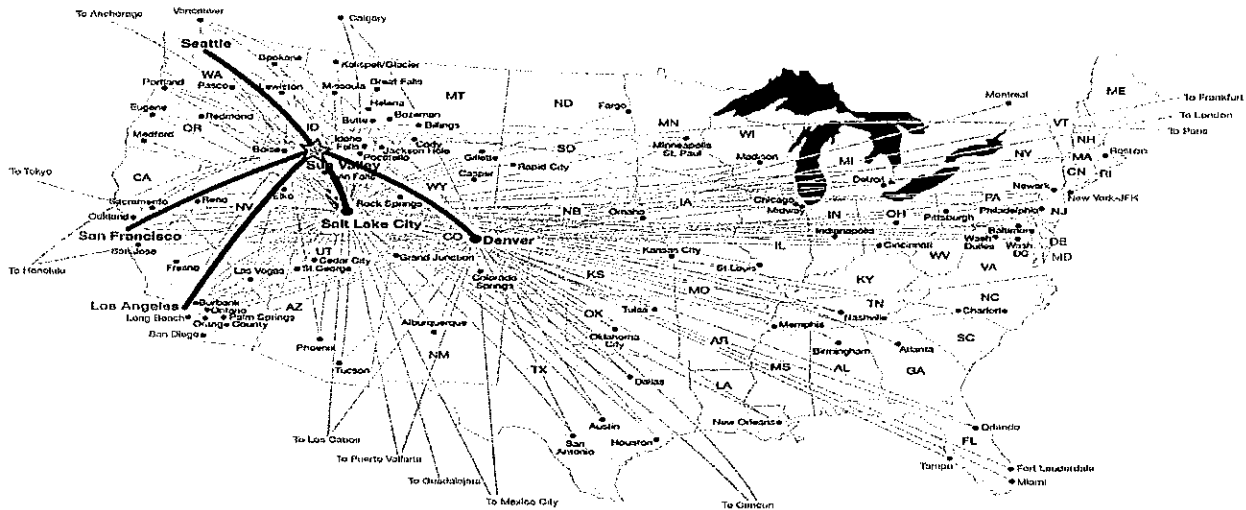 To Anchorage
Vancouver
Calgary
Seattle
Spokane
Kalispell/Glacier
WA
Portland
Pasco
Lewiston
Missoula
Great Falls
MT
ND
Fargo
ME
Montreal
To Frankfurt
To London
To Paris
Eugene
Redmond
Helena
Butte
Bozeman
Billings
MN
WI
VT
NH
OR
ID
Medford
Boise
Idaho
Falls
Cody
Jackson Hole
Pocatello
Sun Valley
Twin Falls
Gillette
SD
Rapid City
Minneapolis
St. Paul
Madison
MI
NY
MA
Boston
CN
RI
To Tokyo
CA
Casper
WY
Detroit
Newark
New York-JFK
Sacramento
Reno
NV
Elko
Rock Springs
NB
Omaha
IA
Chicago
Midway
IN
OH
PA
Pittsburgh
Philadelphia
NJ
Oakland
San Francisco
San Jose
Salt Lake City
CO
Denver
Indianapolis
Cincinnati
Baltimore
Wash
Dulles
Wash
DC
DE
MD
To Honolulu
Fresno
Las Vegas
UT
Cedar City
St George
Grand Junction
Colorado
Springs
KS
Kansas City
St Louis
IL
WV
VA
KY
MO
Los Angeles
Burbank
Ontario
Long Beach
Palm Springs
Orange County
San Diego
AZ
Albuquerque
NM
OK
Tulsa
Oklahoma
City
TN
Nashville
NC
Charlotte
Memphis
SC
Phoenix
Tucson
AR
Birmingham
Atlanta
TX
Dallas
LA
MS
AL
GA
Austin
New Orleans
Orlando
To Los Cabos
San
Antonio
Houston
FL
Tampa
Fort Lauderdale
Miami
To Puerto Vallarta
To Guadalajara
To Mexico City
To Cancun